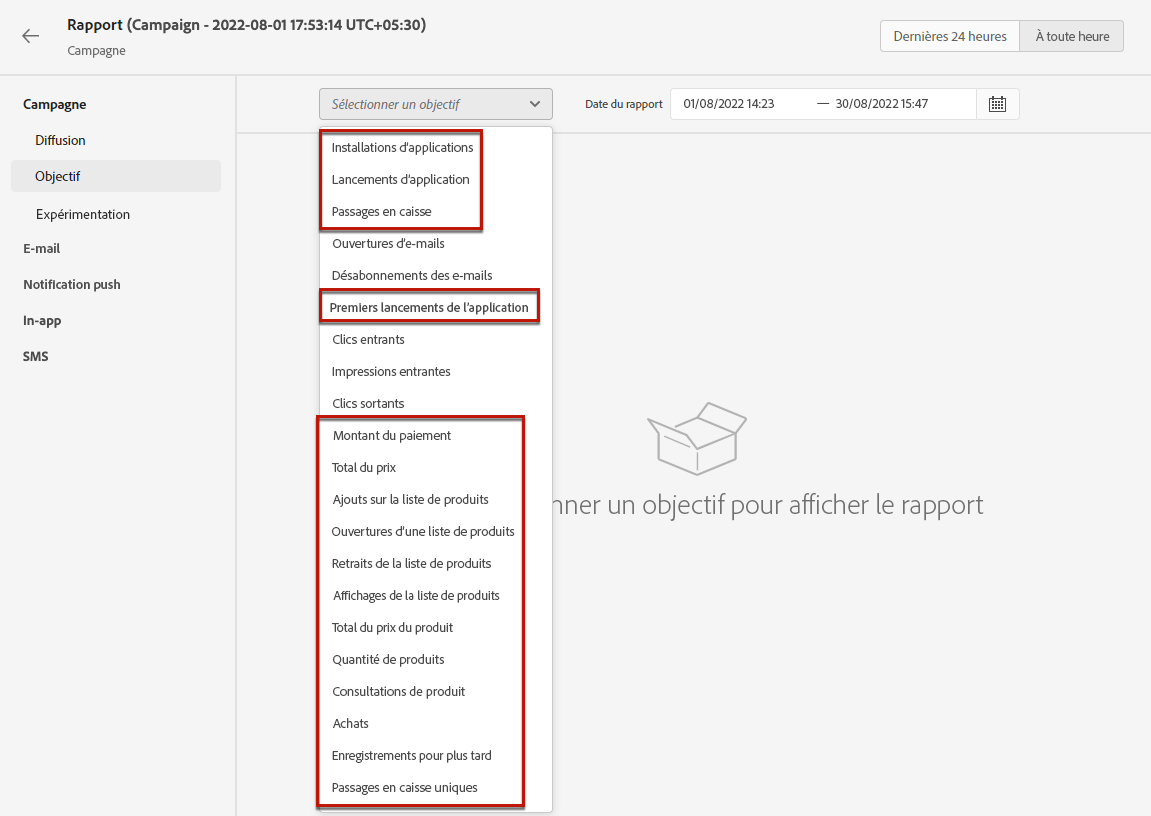 Rapport (Campaign - 2022-08-01 17:53:14 UTC+05:30)
Campagne
Dernières 24 heures
À toute heure
Campagne
Diffusion
Objectif
Expérimentation
E-mail
Notification push
In-app
SMS
Sélectionner un objectif
Date du rapport
01/08/2022 14:23 — 30/08/2022 15:47
Installations d'applications
Lancements d'application
Passages en caisse
Ouvertures d'e-mails
Désabonnements des e-mails
Premiers lancements de l'application
Clics entrants
Impressions entrantes
Clics sortants
Montant du paiement
Total du prix
Ajouts sur la liste de produits
Ouvertures d'une liste de produits
Retraits de la liste de produits
Affichages de la liste de produits
Total du prix du produit
Quantité de produits
Consultations de produit
Achats
Enregistrements pour plus tard
Passages en caisse uniques
un objectif pour afficher le rapport